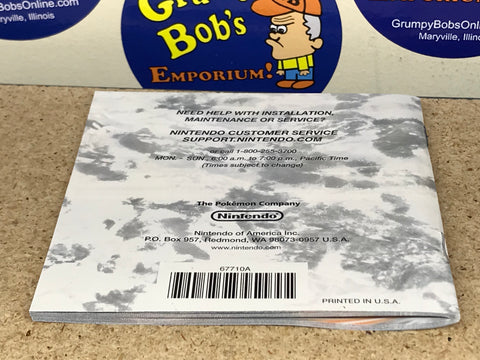 BobsOnline.com
Maryville, Illinois
Bob's
EMPORIUM!
GrumpyBobsOnline.com
Maryville, Illinois
NEED HELP WITH INSTALLATION,
MAINTENANCE OR SERVICE?
NINTENDO CUSTOMER SERVICE
SUPPORT.NINTENDO.COM
or call 1-800-255-3700
MON. - SUN., 6:00 a.m. to 7:00 p.m., Pacific Time
(Times subject to change)
The Pokémon Company
Nintendo
Nintendo of America Inc.
P.O. Box 957, Redmond, WA 98073-0957 U.S.A.
www.nintendo.com
67710A
PRINTED IN U.S.A.